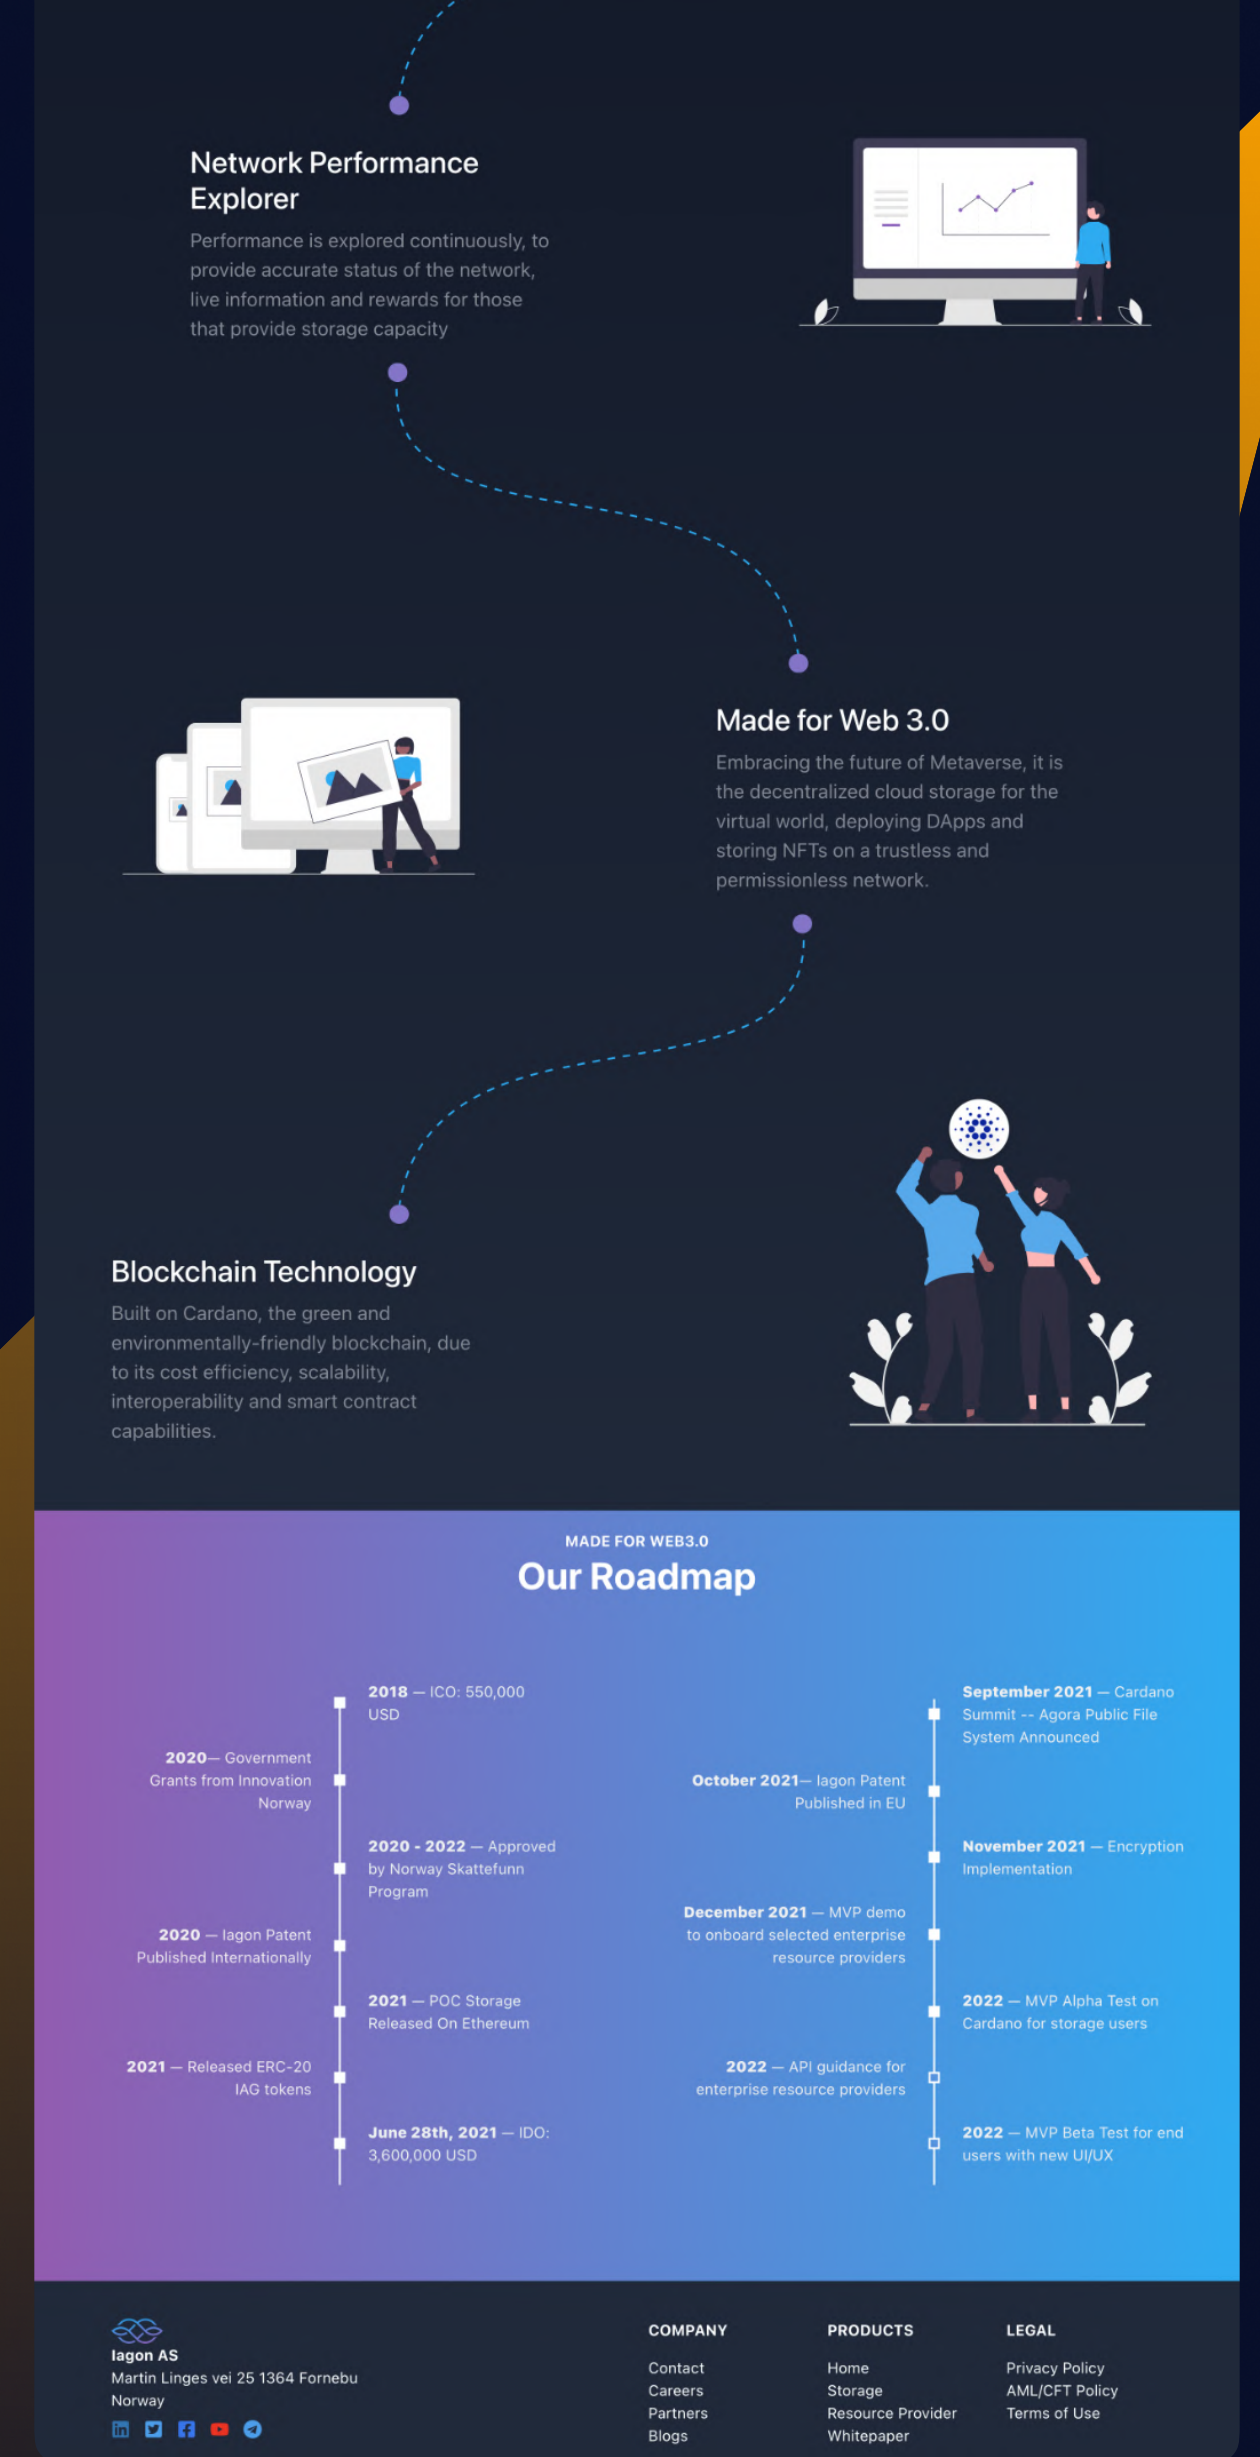 Network Performance
Explorer
Performance is explored continuously, to
provide accurate status of the network,
live information and rewards for those
that provide storage capacity
Made for Web 3.0
Embracing the future of Metaverse, it is
the decentralized cloud storage for the
virtual world, deploying DApps and
storing NFTs on a trustless and
permissionless network.
Blockchain Technology
Built on Cardano, the green and
environmentally-friendly blockchain, due
to its cost efficiency, scalability,
interoperability and smart contract
capabilities.
MADE FOR WEB3.0
Our Roadmap
2018 — ICO: 550,000
USD
2020— Government
Grants from Innovation
Norway
2020 - 2022 — Approved
by Norway Skattefunn
Program
2020 — Iagon Patent
Published Internationally
2021 — POC Storage
Released On Ethereum
2021 — Released ERC-20
IAG tokens
June 28th, 2021 — IDO:
3,600,000 USD
September 2021 — Cardano
Summit -- Agora Public File
System Announced
October 2021— Iagon Patent
Published in EU
November 2021 — Encryption
Implementation
December 2021 — MVP demo
to onboard selected enterprise
resource providers
2022 — MVP Alpha Test on
Cardano for storage users
2022 — API guidance for
enterprise resource providers
2022 — MVP Beta Test for end
users with new UI/UX
Iagon AS
Martin Linges vei 25 1364 Fornebu
Norway
COMPANY
Contact
Careers
Partners
Blogs
PRODUCTS
Home
Storage
Resource Provider
Whitepaper
LEGAL
Privacy Policy
AML/CFT Policy
Terms of Use